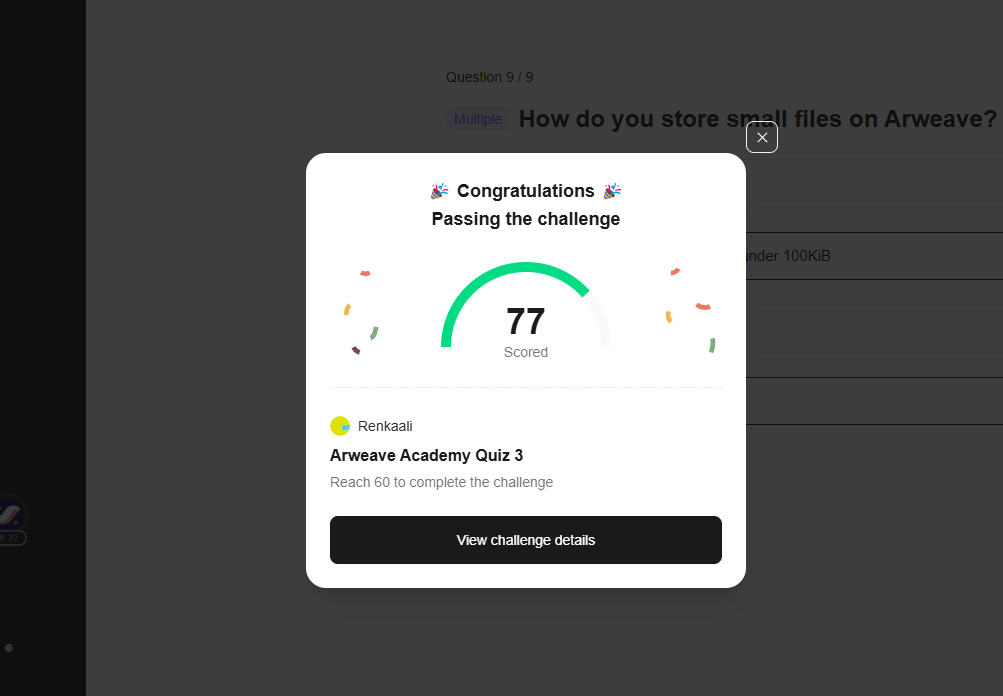 Question 9 / 9
Multiple
How do you store small files on Arweave?
under 100KiB
Congratulations
Passing the challenge
77
Scored
Renkaali
Arweave Academy Quiz 3
Reach 60 to complete the challenge
View challenge details
32